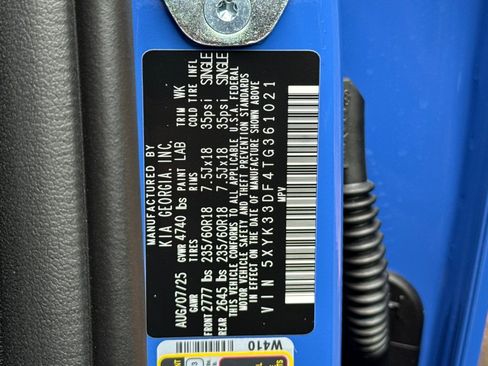 MANUFACTURED BY
KIA GEORGIA, INC.
AUG/07/25 GVWR 4740 lbs PAINT LAB TRIM WK
GAWR TIRES RIMS COLD TIRE INFL
FRONT 2777 lbs 235/60R18 7.5Jx18 35psi SINGLE
REAR 2645 lbs 235/60R18 7.5Jx18 35psi SINGLE
THIS VEHICLE CONFORMS TO ALL APPLICABLE U.S.A. FEDERAL
MOTOR VEHICLE SAFETY AND THEFT PREVENTION STANDARDS
IN EFFECT ON THE DATE OF MANUFACTURE SHOWN ABOVE
VIN 5XYK33DF4TG361021
MPV
W410